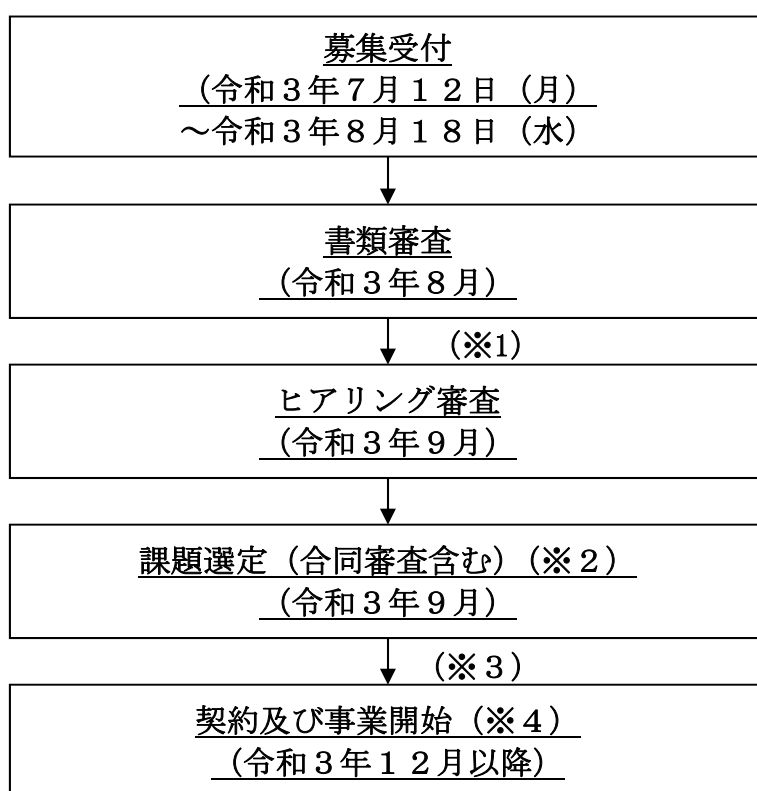 募集受付
（令和３年７月１２日（月）
～令和３年８月１８日（水）
書類審査
（令和３年８月）
（※1）
ヒアリング審査
（令和３年９月）
課題選定（合同審査含む）（※２）
（令和３年９月）
（※３）
契約及び事業開始（※４）
（令和３年１２月以降）